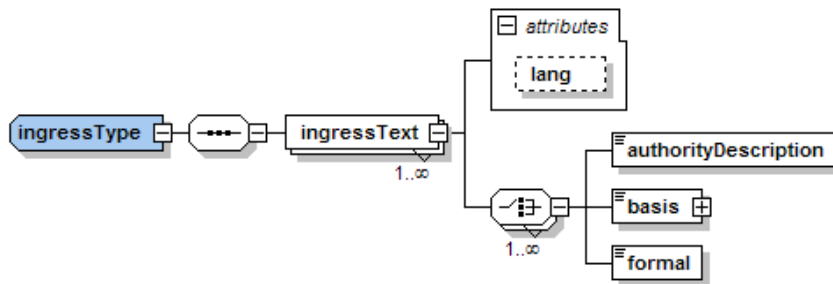 attributes
lang
ingressType
ingressText
1..∞
authorityDescription
basis
1..∞
formal